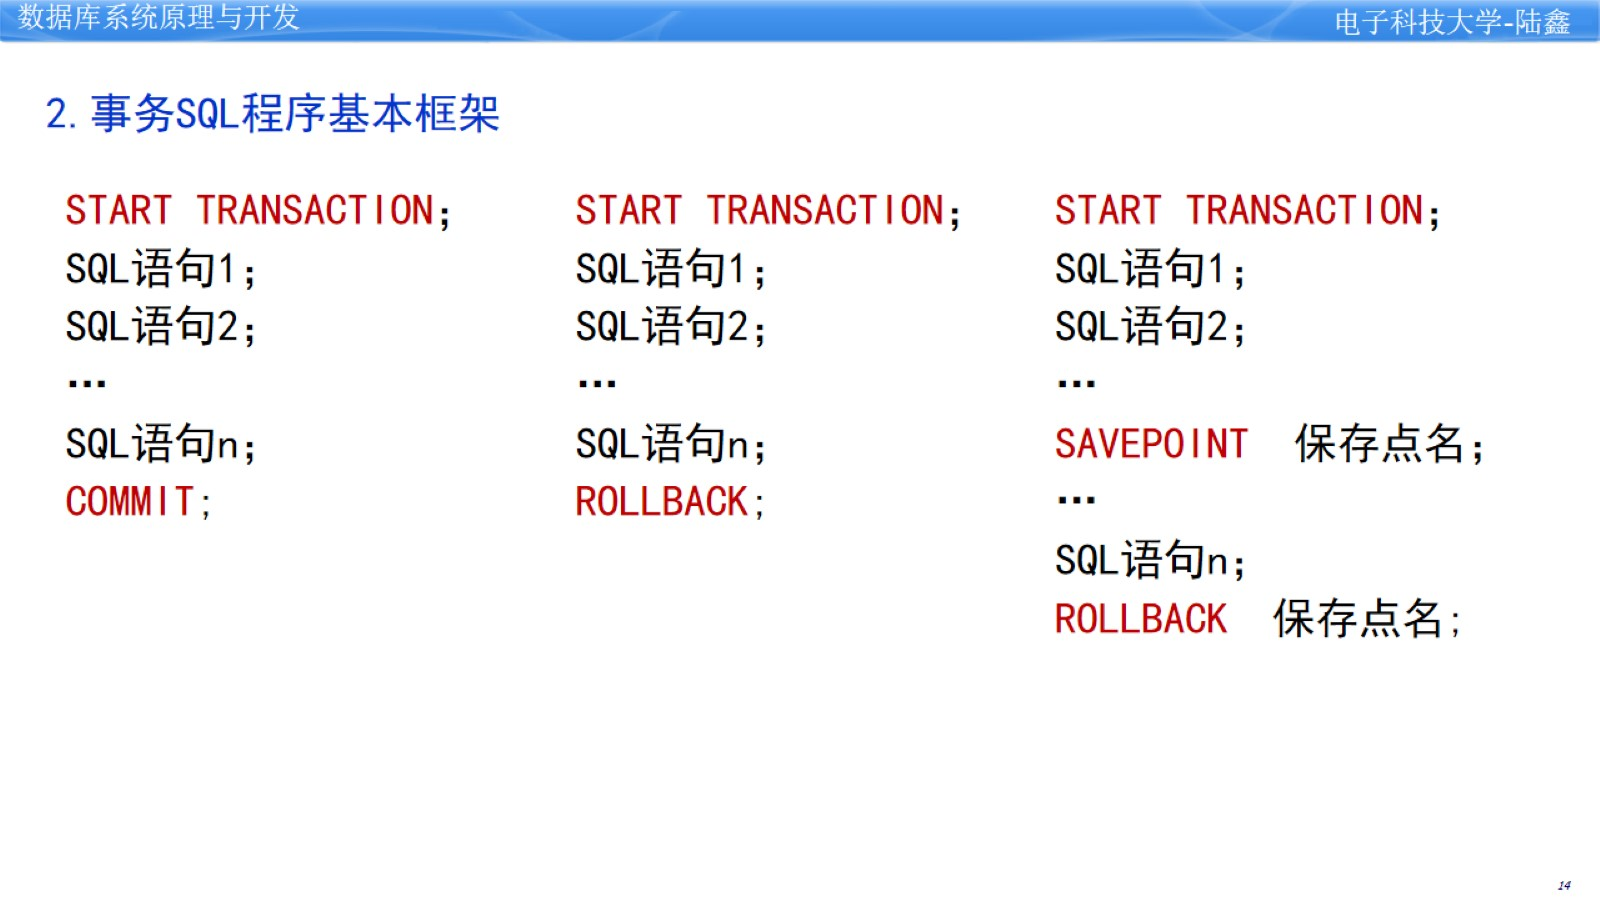 数据库系统原理与开发
电子科技大学-陆鑫
2.事务SQL程序基本框架
START TRANSACTION;
SQL语句1;
SQL语句2;
…
SQL语句n;
COMMIT;
START TRANSACTION;
SQL语句1;
SQL语句2;
…
SQL语句n;
ROLLBACK;
START TRANSACTION;
SQL语句1;
SQL语句2;
…
SAVEPOINT 保存点名;
…
SQL语句n;
ROLLBACK 保存点名;
14